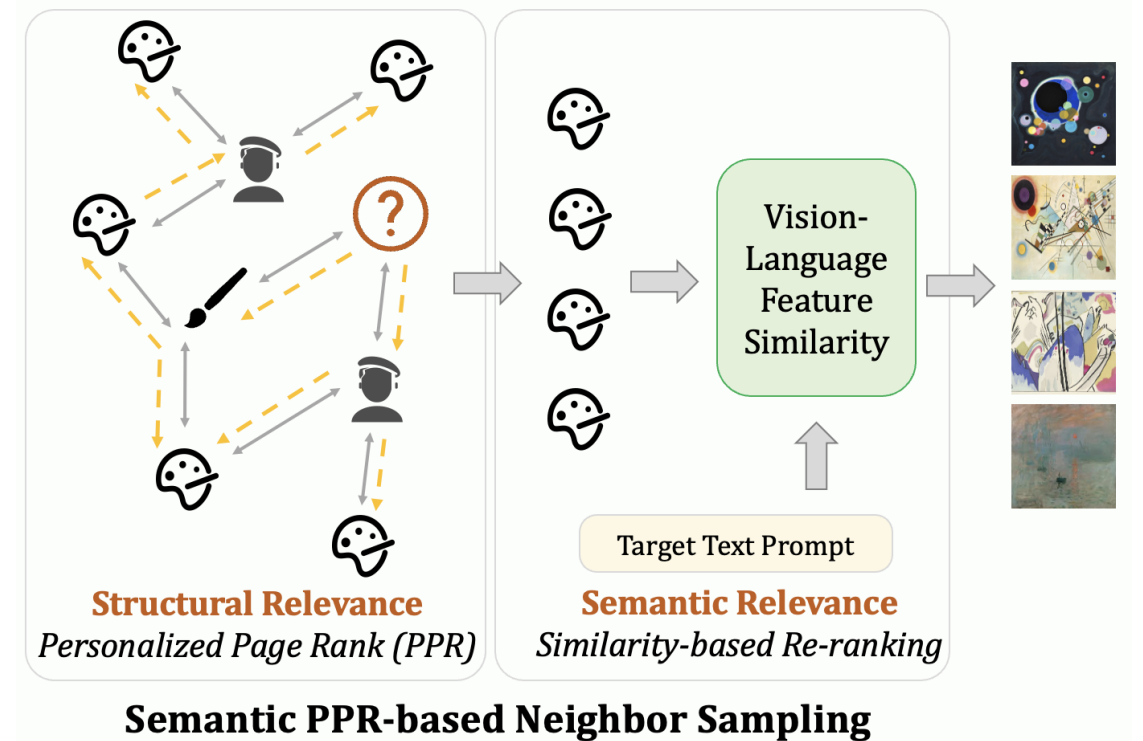 ?
Structural Relevance
Personalized Page Rank (PPR)
Vision-
Language
Feature
Similarity
Target Text Prompt
Semantic Relevance
Similarity-based Re-ranking
Semantic PPR-based Neighbor Sampling